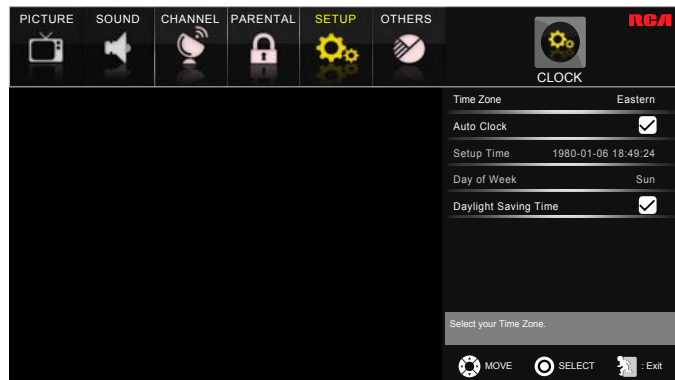 PICTURE SOUND CHANNEL PARENTAL SETUP OTHERS
RCA
CLOCK
Time Zone Eastern
Auto Clock
Setup Time 1980-01-06 18:49:24
Day of Week Sun
Daylight Saving Time
Select your Time Zone.
MOVE SELECT : Exit